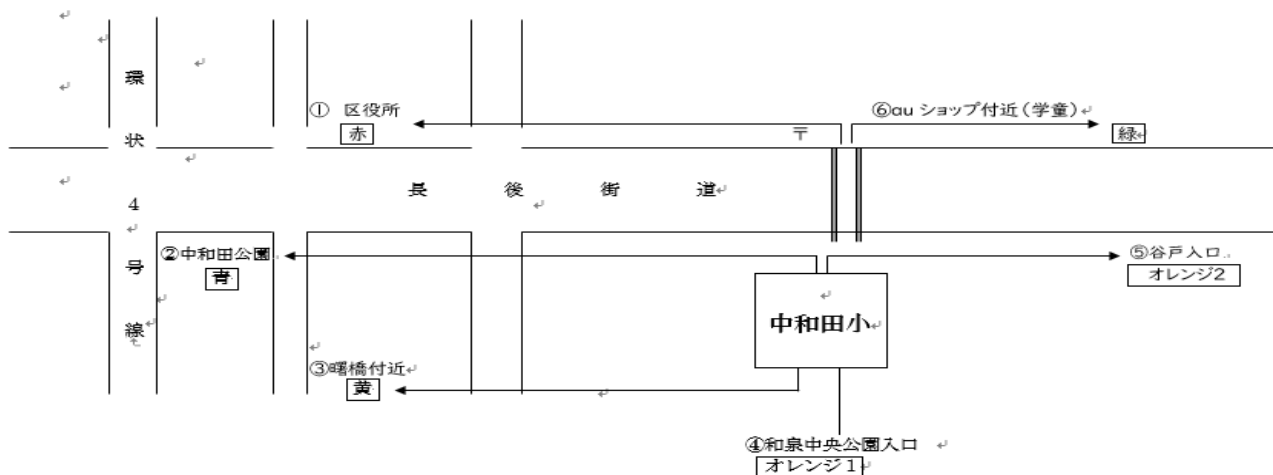 環状4号線
① 区役所
赤
⑥auショップ付近(学童)
緑
〒
長後街道
②中和田公園
青
⑤谷戸入口
オレンジ2
中和田小
③曙橋付近
黄
④和泉中央公園入口
オレンジ1